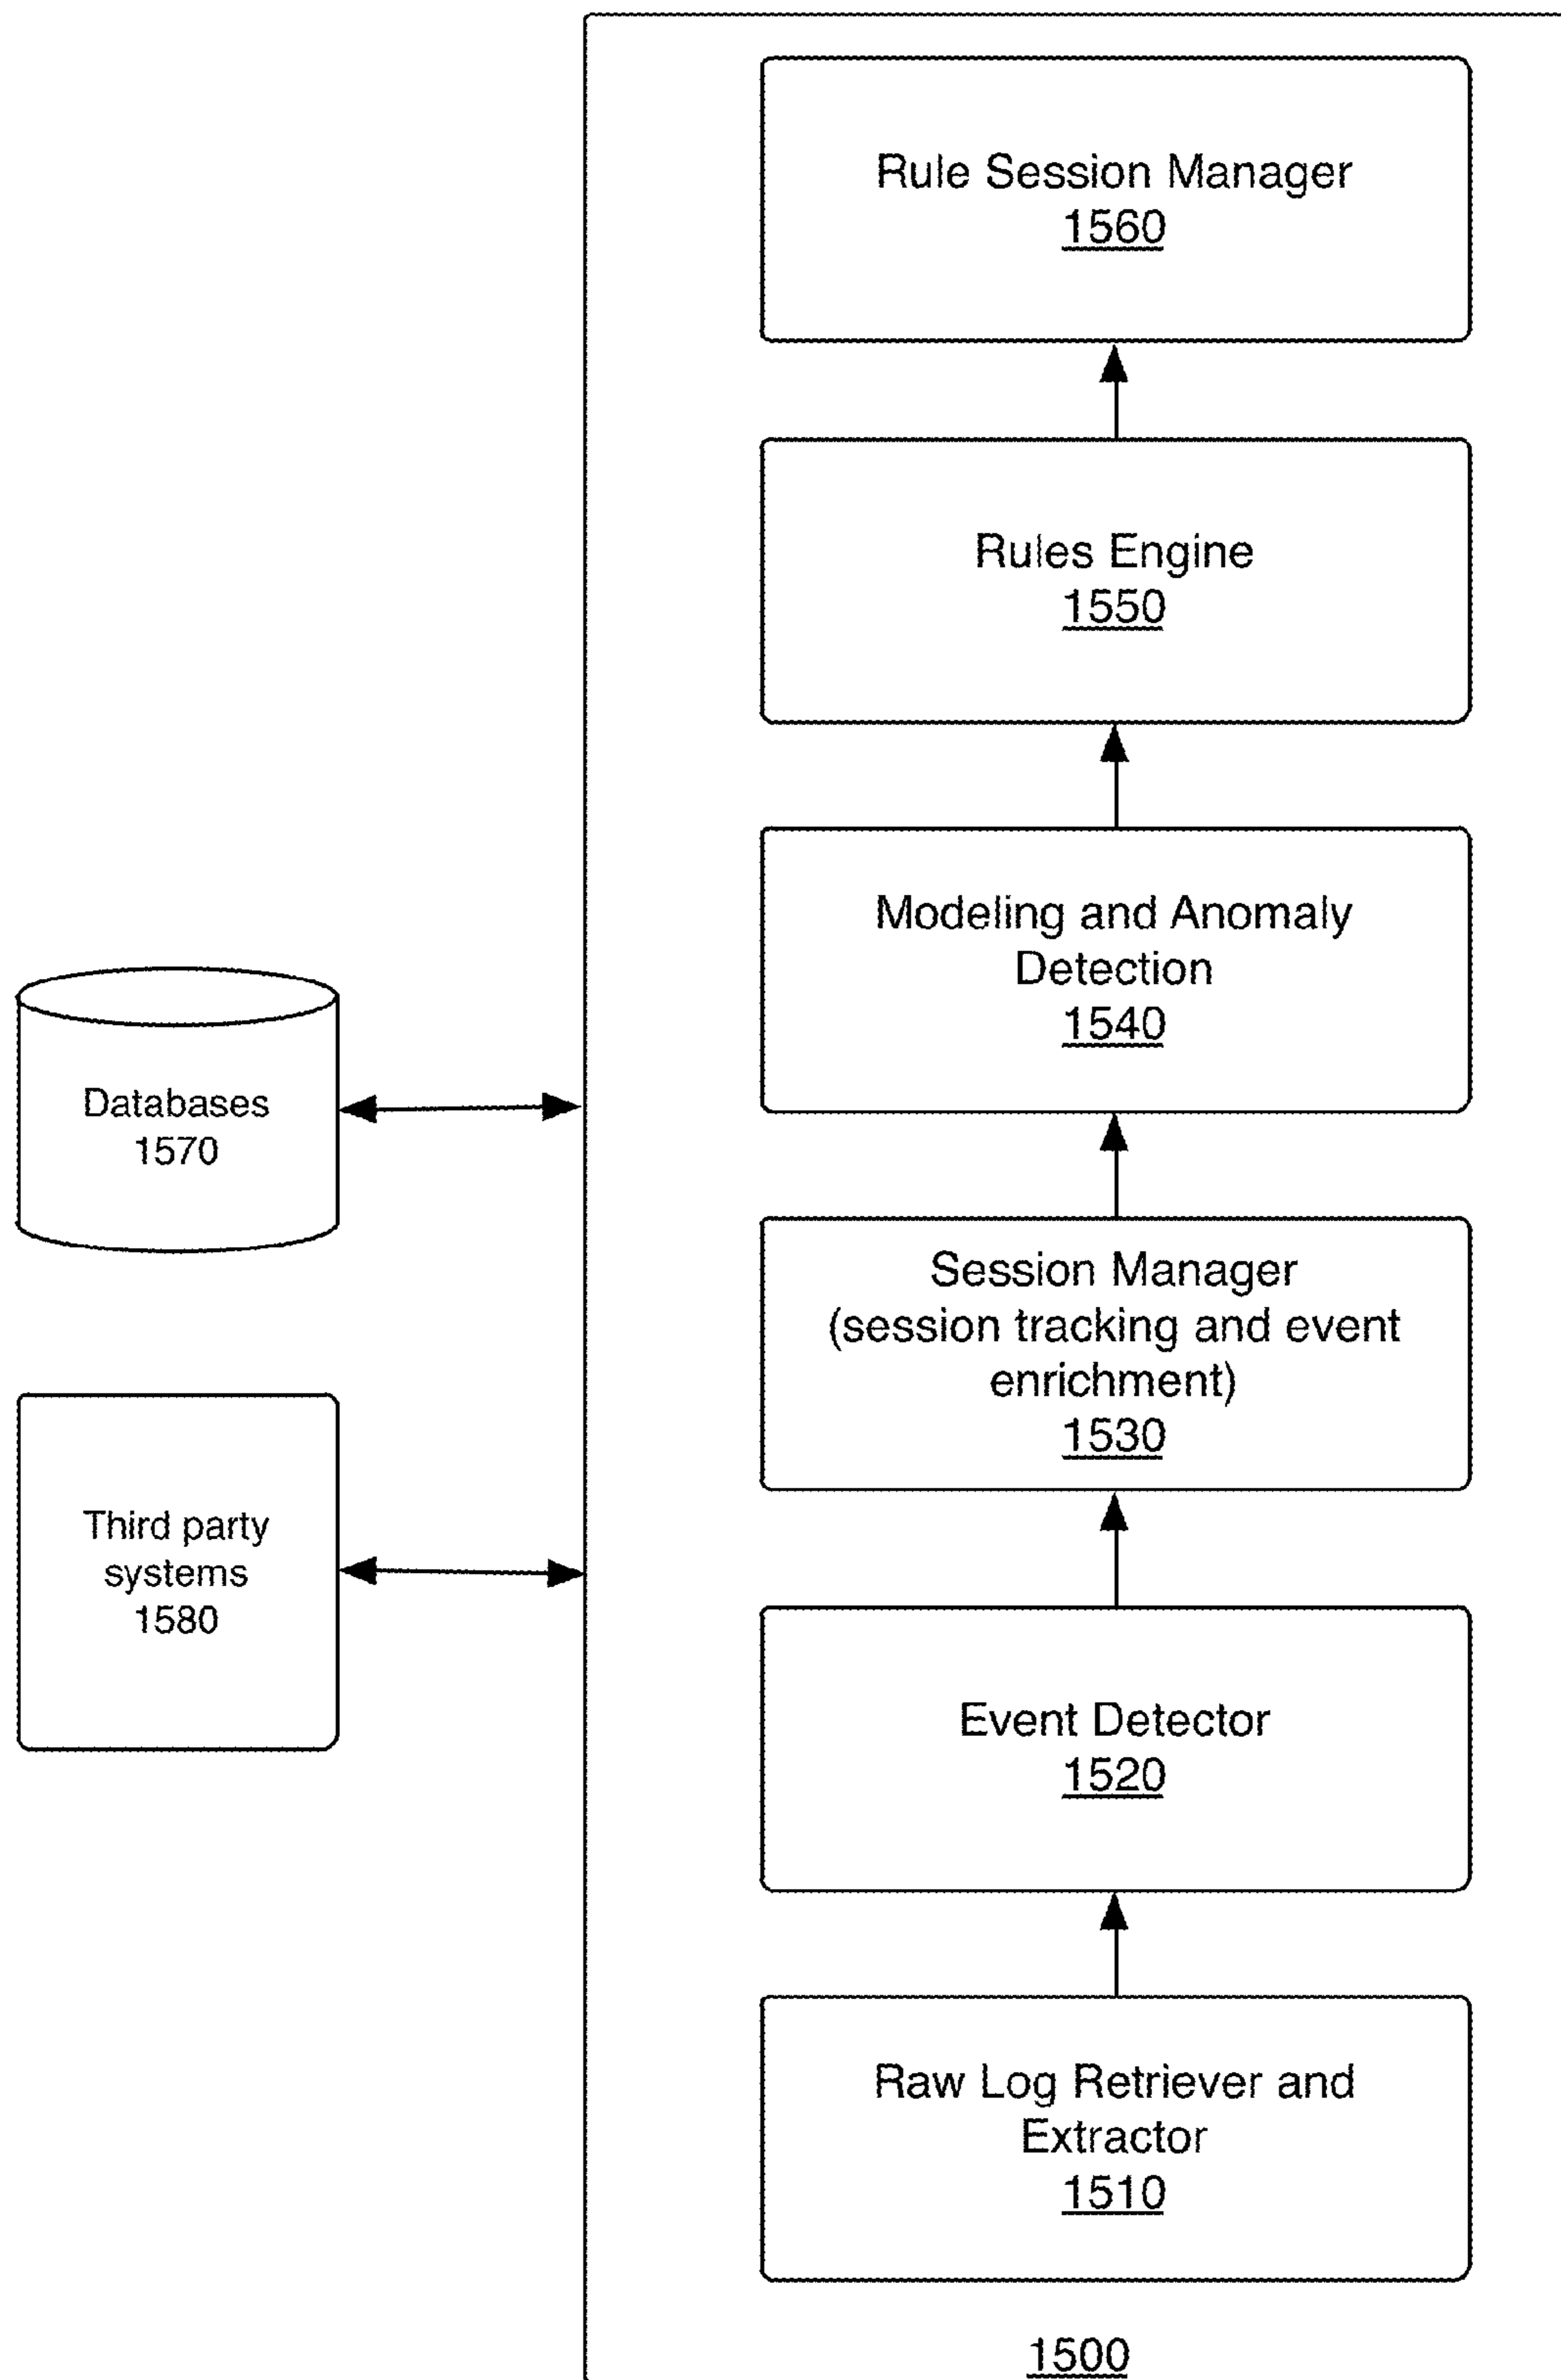 Rule Session Manager
1560
Rules Engine
1550
Modeling and Anomaly
Detection
1540
Databases
1570
Session Manager
(session tracking and event
enrichment)
1530
Third party
systems
1580
Event Detector
1520
Raw Log Retriever and
Extractor
1510
1500